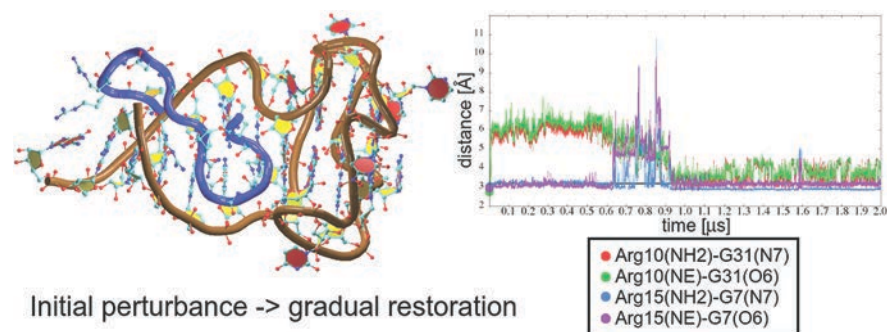 11
10
9
8
7
6
5
4
3
2
distance [Å]
0.1 0.2 0.3 0.4 0.5 0.6 0.7 0.8 0.9 1.0 1.1 1.2 1.3 1.4 1.5 1.6 1.7 1.8 1.9 2.0
time [µs]
Arg10(NH2)-G31(N7)
Arg10(NE)-G31(O6)
Arg15(NH2)-G7(N7)
Arg15(NE)-G7(O6)
Initial perturbance -> gradual restoration